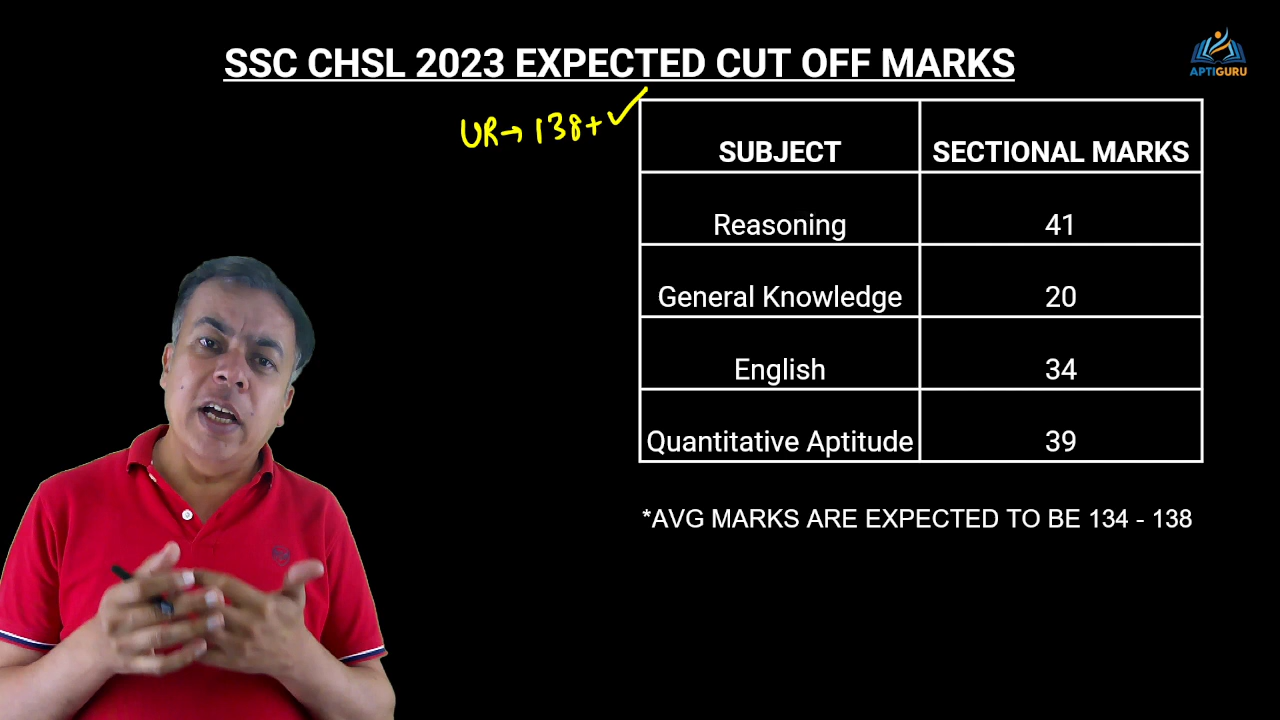 SSC CHSL 2023 EXPECTED CUT OFF MARKS
APTIGURU
UR→ 138+✓
SUBJECT SECTIONAL MARKS
Reasoning 41
General Knowledge 20
English 34
Quantitative Aptitude 39
*AVG MARKS ARE EXPECTED TO BE 134 - 138